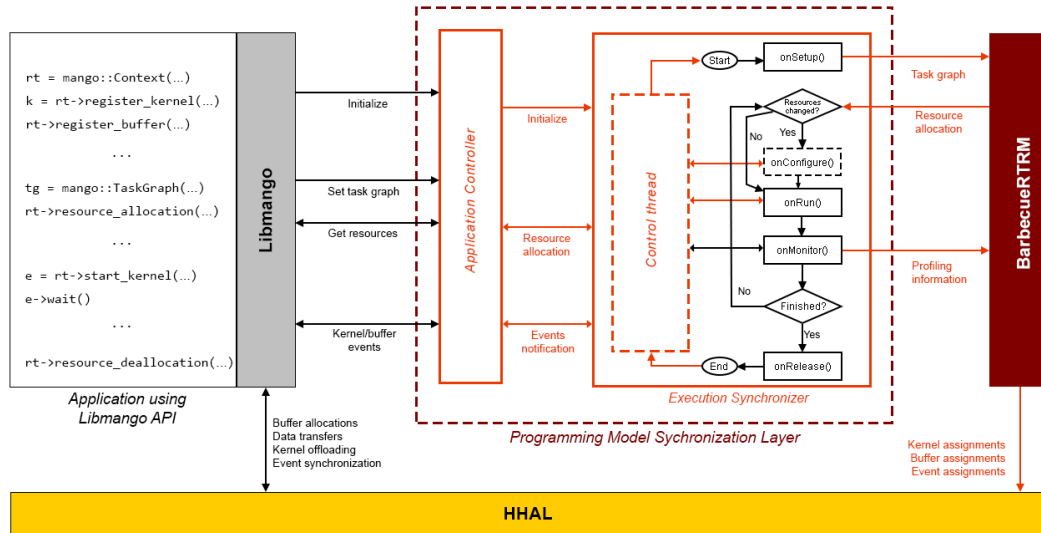 rt = mango::Context(...)
k = rt->register_kernel(...)
rt->register_buffer(...)
...
tg = mango::TaskGraph(...)
rt->resource_allocation(...)
...
e = rt->start_kernel(...)
e->wait()
...
rt->resource_deallocation(...)
Application using
Libmango API
Libmango
Initialize
Set task graph
Get resources
Kernel/buffer
events
Application Controller
Initialize
Resource
allocation
Events
notification
Control thread
Start
onSetup()
Resources
changed?
No
Yes
onConfigure()
onRun()
onMonitor()
No
Finished?
Yes
End
onRelease()
Execution Synchronizer
Programming Model Sychronization Layer
Task graph
Resource
allocation
Profiling
information
BarbecueRTRM
Buffer allocations
Data transfers
Kernel offloading
Event synchronization
Kernel assignments
Buffer assignments
Event assignments
HHAL